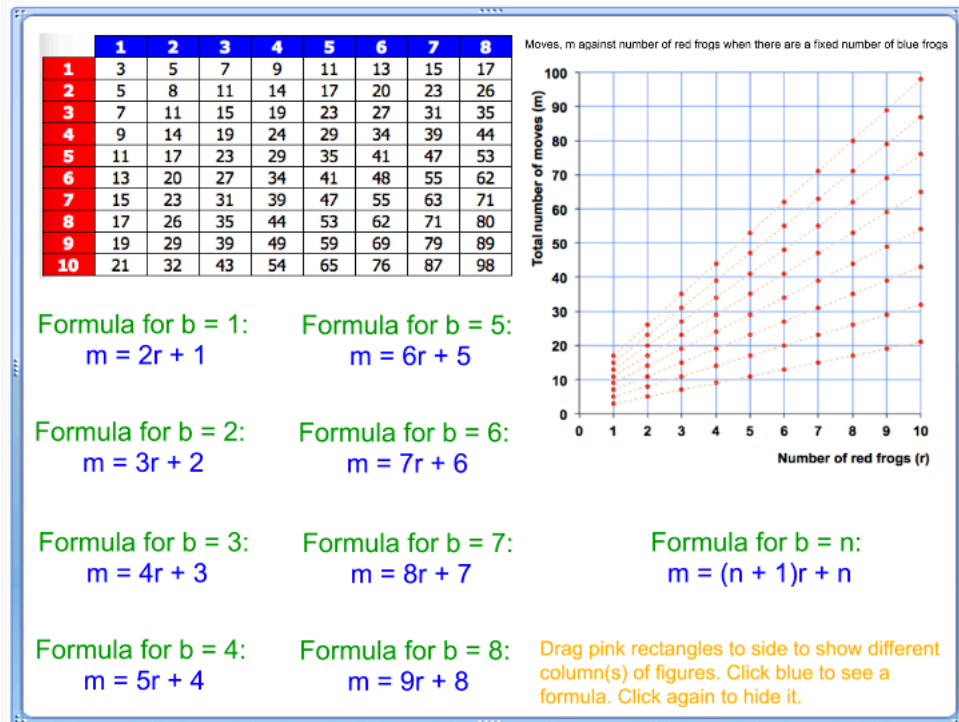 1 2 3 4 5 6 7 8
1 3 5 7 9 11 13 15 17
2 5 8 11 14 17 20 23 26
3 7 11 15 19 23 27 31 35
4 9 14 19 24 29 34 39 44
5 11 17 23 29 35 41 47 53
6 13 20 27 34 41 48 55 62
7 15 23 31 39 47 55 63 71
8 17 26 35 44 53 62 71 80
9 19 29 39 49 59 69 79 89
10 21 32 43 54 65 76 87 98
Moves, m against number of red frogs when there are a fixed number of blue frogs
Total number of moves (m)
100
90
80
70
60
50
40
30
20
10
0
0 1 2 3 4 5 6 7 8 9 10
Number of red frogs (r)
Formula for b = 1:
m = 2r + 1
Formula for b = 5:
m = 6r + 5
Formula for b = 2:
m = 3r + 2
Formula for b = 6:
m = 7r + 6
Formula for b = 3:
m = 4r + 3
Formula for b = 7:
m = 8r + 7
Formula for b = n:
m = (n + 1)r + n
Formula for b = 4:
m = 5r + 4
Formula for b = 8:
m = 9r + 8
Drag pink rectangles to side to show different
column(s) of figures. Click blue to see a
formula. Click again to hide it.